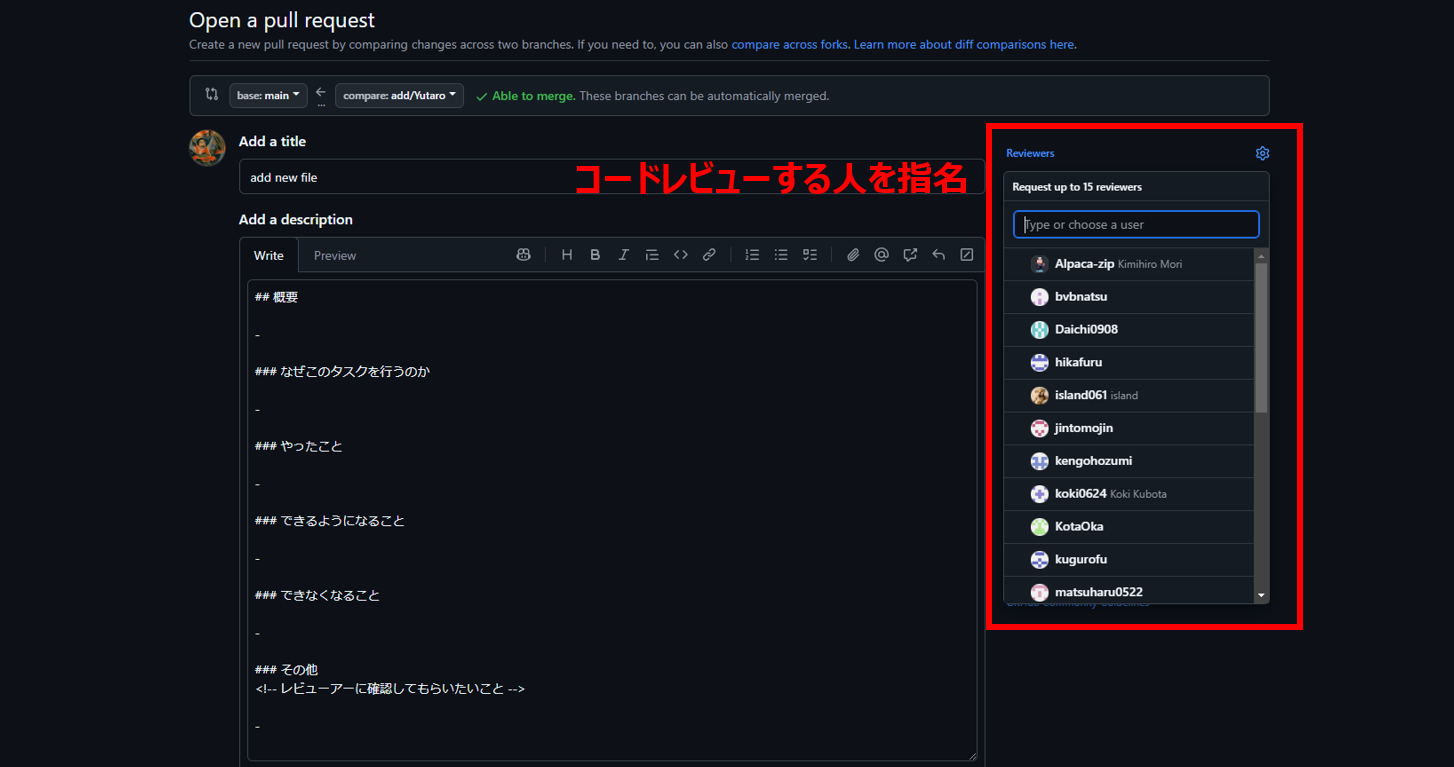 Open a pull request
Create a new pull request by comparing changes across two branches. If you need to, you can also compare across forks. Learn more about diff comparisons here.
base: main
compare: add/Yutaro
Able to merge. These branches can be automatically merged.
Add a title
add new file
コードレビューする人を指名
Add a description
Write
Preview
## 概要
-
### なぜこのタスクを行うのか
-
### やったこと
-
### できるようになること
-
### できなくなること
-
### その他
<!-- レビューアーに確認してもらいたいこと -->
-
Reviewers
Request up to 15 reviewers
Type or choose a user
Alpaca-zip Kimihiro Mori
bvbnatsu
Daichi0908
hikafuru
island061 island
jintomojin
kengohozumi
koki0624 Koki Kubota
KotaOka
kugurofu
matsuharu0522
GitHub Community Guidelines